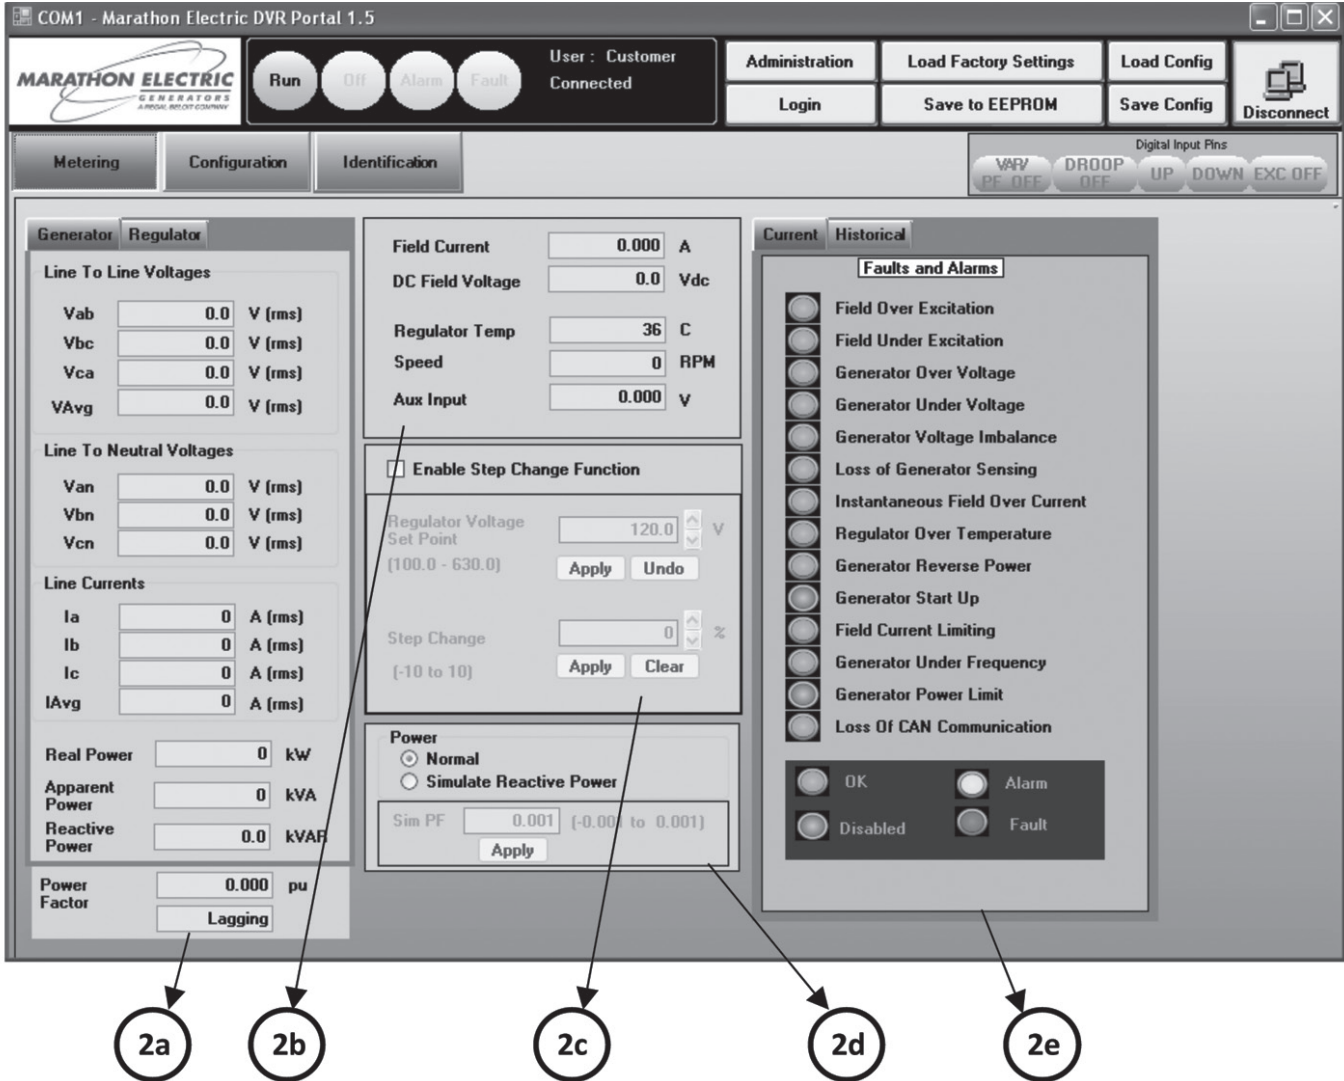 COM1 - Marathon Electric DVR Portal 1.5
MARATHON ELECTRIC
GENERATORS
A REGAL BELOIT COMPANY
Run
Off
Alarm
Fault
User : Customer
Connected
Administration
Load Factory Settings
Load Config
Login
Save to EEPROM
Save Config
Disconnect
Metering
Configuration
Identification
Digital Input Pins
VAR/ PF OFF
DROOP OFF
UP
DOWN
EXC OFF
Generator Regulator
Line To Line Voltages
Vab 0.0 V (rms)
Vbc 0.0 V (rms)
Vca 0.0 V (rms)
VAvg 0.0 V (rms)
Line To Neutral Voltages
Van 0.0 V (rms)
Vbn 0.0 V (rms)
Vcn 0.0 V (rms)
Line Currents
Ia 0 A (rms)
Ib 0 A (rms)
Ic 0 A (rms)
IAvg 0 A (rms)
Real Power 0 kW
Apparent Power 0 kVA
Reactive Power 0.0 kVAR
Power Factor 0.000 pu
Lagging
Field Current 0.000 A
DC Field Voltage 0.0 Vdc
Regulator Temp 36 C
Speed 0 RPM
Aux Input 0.000 V
Enable Step Change Function
Regulator Voltage Set Point 120.0 V
(100.0 - 630.0) Apply Undo
Step Change 0 %
(-10 to 10) Apply Clear
Power
Normal
Simulate Reactive Power
Sim PF 0.001 (-0.001 to 0.001)
Apply
Current Historical
Faults and Alarms
Field Over Excitation
Field Under Excitation
Generator Over Voltage
Generator Under Voltage
Generator Voltage Imbalance
Loss of Generator Sensing
Instantaneous Field Over Current
Regulator Over Temperature
Generator Reverse Power
Generator Start Up
Field Current Limiting
Generator Under Frequency
Generator Power Limit
Loss Of CAN Communication
OK Alarm
Disabled Fault
2a
2b
2c
2d
2e